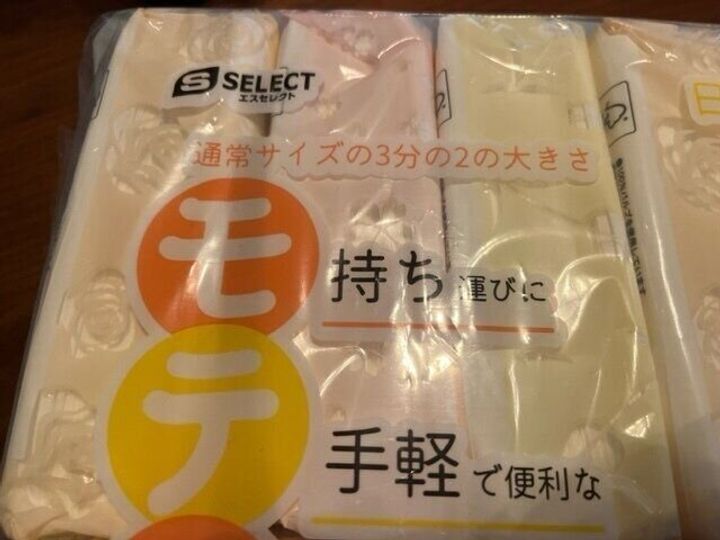 S SELECT
エスセレクト
通常サイズの3分の2の大きさ
モ
持ち運びに
テ
手軽で便利な